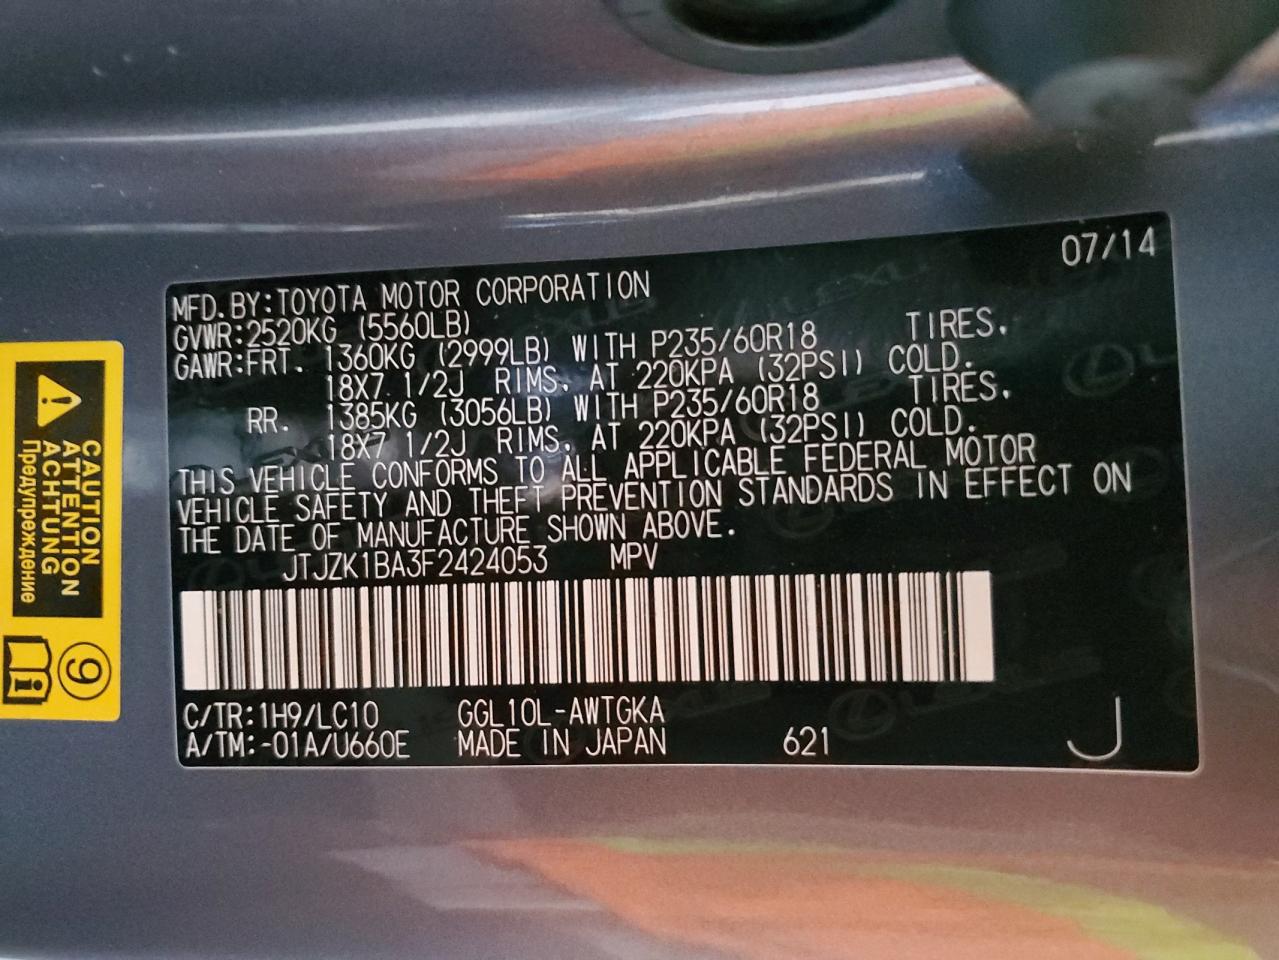 07/14
MFD.BY:TOYOTA MOTOR CORPORATION
GVWR:2520KG (5560LB)
GAWR:FRT. 1360KG (2999LB) WITH P235/60R18 TIRES,
18X7 1/2J RIMS, AT 220KPA (32PSI) COLD.
RR. 1385KG (3056LB) WITH P235/60R18 TIRES,
18X7 1/2J RIMS, AT 220KPA (32PSI) COLD.
THIS VEHICLE CONFORMS TO ALL APPLICABLE FEDERAL MOTOR
VEHICLE SAFETY AND THEFT PREVENTION STANDARDS IN EFFECT ON
THE DATE OF MANUFACTURE SHOWN ABOVE.
JTJZK1BA3F2424053 MPV
C/TR:1H9/LC10 GGL10L-AWTGKA
A/TM:-01A/U660E MADE IN JAPAN 621 J
CAUTION
ATTENTION
ACHTUNG
Предупреждение
9
i